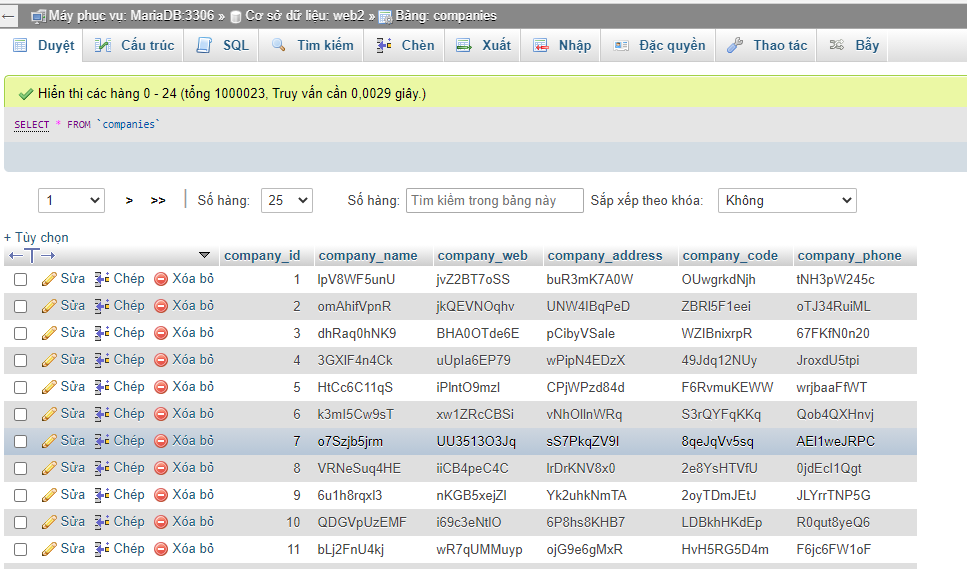 Máy phục vụ: MariaDB:3306 » Cơ sở dữ liệu: web2 » Bảng: companies
Duyệt Cấu trúc SQL Tìm kiếm Chèn Xuất Nhập Đặc quyền Thao tác Bẫy
Hiển thị các hàng 0 - 24 (tổng 1000023, Truy vấn cần 0,0029 giây.)
SELECT * FROM `companies`
1 > >> | Số hàng: 25 Số hàng: Tìm kiếm trong bảng này Sắp xếp theo khóa: Không
+ Tùy chọn
←T→ company_id company_name company_web company_address company_code company_phone
Sửa Chép Xóa bỏ 1 lpV8WF5unU jvZ2BT7oSS buR3mK7A0W OUwgrkdNjh tNH3pW245c
Sửa Chép Xóa bỏ 2 omAhifVpnR jkQEVNOqhv UNW4lBqPeD ZBRl5F1eei oTJ34RuiML
Sửa Chép Xóa bỏ 3 dhRaq0hNK9 BHA0OTde6E pCibyVSale WZIBnixrpR 67FKfN0n20
Sửa Chép Xóa bỏ 4 3GXlF4n4Ck uUpla6EP79 wPipN4EDzX 49Jdq12NUy JroxdU5tpi
Sửa Chép Xóa bỏ 5 HtCc6C11qS iPlntO9mzl CPjWPzd84d F6RvmuKEWW wrjbaaFfWT
Sửa Chép Xóa bỏ 6 k3ml5Cw9sT xw1ZRcCBSi vNhOllnWRq S3rQYFqKKq Qob4QXHnvj
Sửa Chép Xóa bỏ 7 o7Szjb5jrm UU3513O3Jq sS7PkqZV9l 8qeJqVv5sq AEl1weJRPC
Sửa Chép Xóa bỏ 8 VRNeSuq4HE iiCB4peC4C lrDrKNV8x0 2e8YsHTVfU 0jdEcl1Qgt
Sửa Chép Xóa bỏ 9 6u1h8rqxl3 nKGB5xejZl Yk2uhkNmTA 2oyTDmJEtJ JLYrrTNP5G
Sửa Chép Xóa bỏ 10 QDGVpUzEMF i69c3eNtlO 6P8hs8KHB7 LDBkhHKdEp R0qut8yeQ6
Sửa Chép Xóa bỏ 11 bLj2FnU4kj wR7qUMMuyp ojG9e6gMxR HvH5RG5D4m F6jc6FW1oF